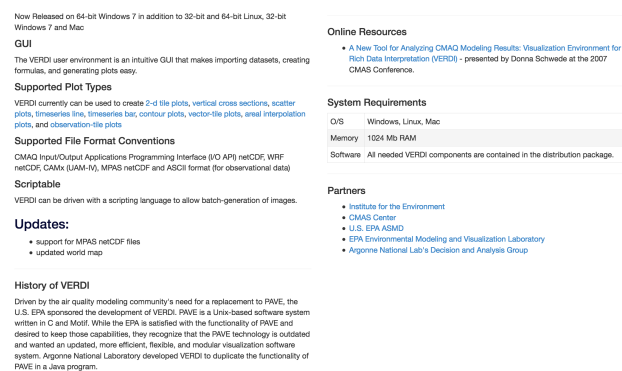 Now Released on 64-bit Windows 7 in addition to 32-bit and 64-bit Linux, 32-bit
Windows 7 and Mac
GUI
The VERDI user environment is an intuitive GUI that makes importing datasets, creating
formulas, and generating plots easy.
Supported Plot Types
VERDI currently can be used to create 2-d tile plots, vertical cross sections, scatter
plots, timeseries line, timeseries bar, contour plots, vector-tile plots, areal interpolation
plots, and observation-tile plots
Supported File Format Conventions
CMAQ Input/Output Applications Programming Interface (I/O API) netCDF, WRF
netCDF, CAMx (UAM-IV), MPAS netCDF and ASCII format (for observational data)
Scriptable
VERDI can be driven with a scripting language to allow batch-generation of images.
Updates:
• support for MPAS netCDF files
• updated world map
History of VERDI
Driven by the air quality modeling community's need for a replacement to PAVE, the
U.S. EPA sponsored the development of VERDI. PAVE is a Unix-based software system
written in C and Motif. While the EPA is satisfied with the functionality of PAVE and
desired to keep those capabilities, they recognize that the PAVE technology is outdated
and wanted an updated, more efficient, flexible, and modular visualization software
system. Argonne National Laboratory developed VERDI to duplicate the functionality of
PAVE in a Java program.
Online Resources
• A New Tool for Analyzing CMAQ Modeling Results: Visualization Environment for
Rich Data Interpretation (VERDI) - presented by Donna Schwede at the 2007
CMAS Conference.
System Requirements
O/S Windows, Linux, Mac
Memory 1024 Mb RAM
Software All needed VERDI components are contained in the distribution package.
Partners
• Institute for the Environment
• CMAS Center
• U.S. EPA ASMD
• EPA Environmental Modeling and Visualization Laboratory
• Argonne National Lab's Decision and Analysis Group